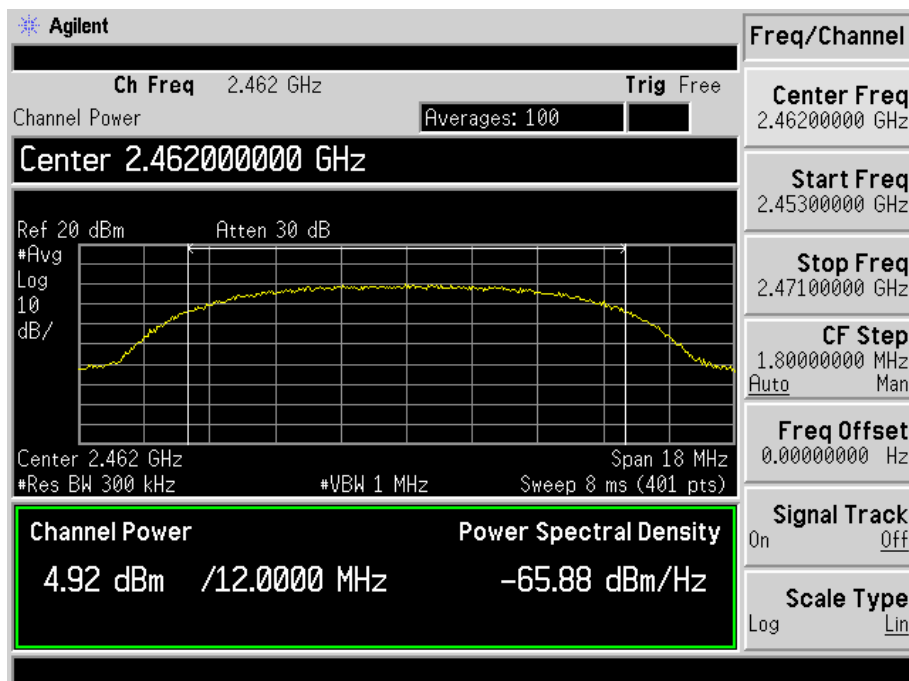 Agilent
Ch Freq 2.462 GHz Trig Free
Channel Power Averages: 100
Center 2.462000000 GHz
Ref 20 dBm Atten 30 dB
#Avg
Log
10
dB/
Center 2.462 GHz Span 18 MHz
#Res BW 300 kHz #VBW 1 MHz Sweep 8 ms (401 pts)
Channel Power Power Spectral Density
4.92 dBm /12.0000 MHz -65.88 dBm/Hz
Freq/Channel
Center Freq
2.46200000 GHz
Start Freq
2.45300000 GHz
Stop Freq
2.47100000 GHz
CF Step
1.80000000 MHz
Auto Man
Freq Offset
0.00000000 Hz
Signal Track
On Off
Scale Type
Log Lin